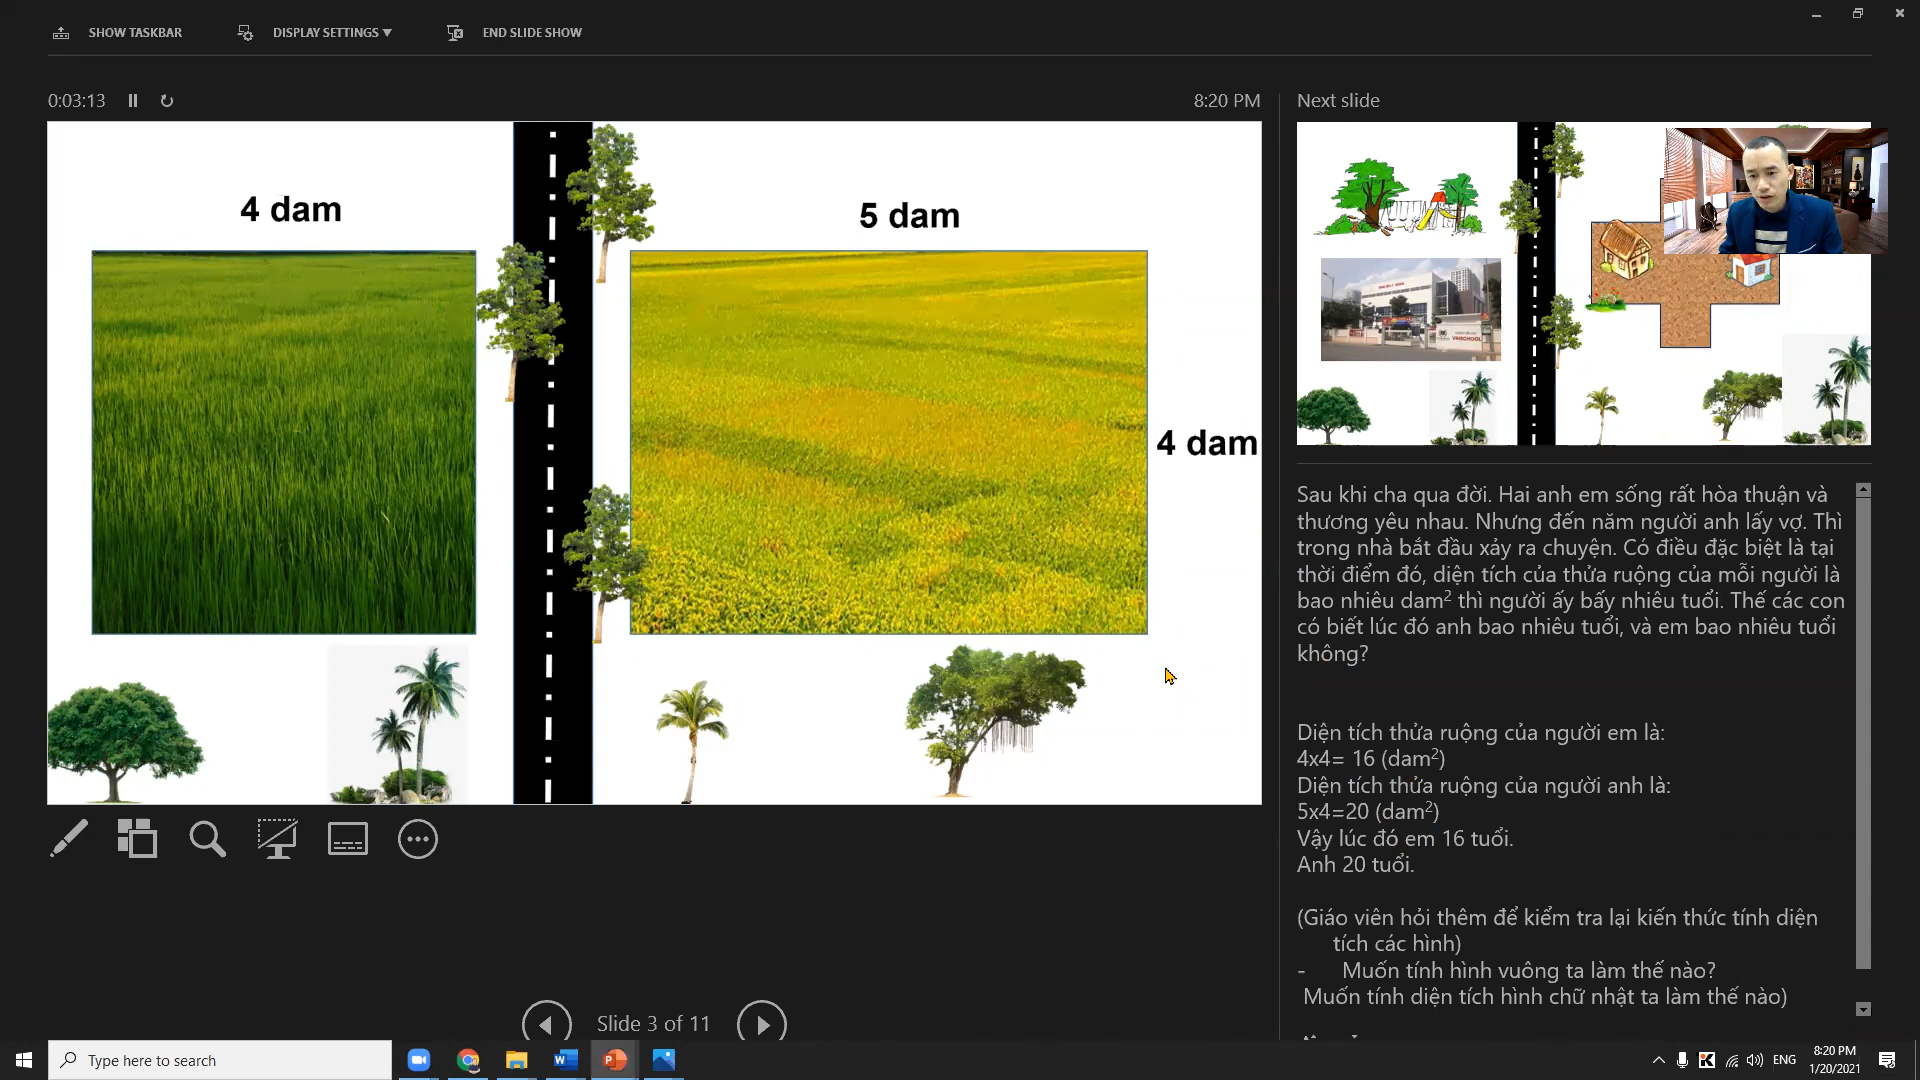 SHOW TASKBAR
DISPLAY SETTINGS ▼
END SLIDE SHOW
0:03:13
8:20 PM
Next slide
4 dam
5 dam
4 dam
VANSCHOOL
Sau khi cha qua đời. Hai anh em sống rất hòa thuận và
thương yêu nhau. Nhưng đến năm người anh lấy vợ. Thì
trong nhà bắt đầu xảy ra chuyện. Có điều đặc biệt là tại
thời điểm đó, diện tích của thửa ruộng của mỗi người là
bao nhiêu dam² thì người ấy bấy nhiêu tuổi. Thế các con
có biết lúc đó anh bao nhiêu tuổi, và em bao nhiêu tuổi
không?
Diện tích thửa ruộng của người em là:
4x4= 16 (dam²)
Diện tích thửa ruộng của người anh là:
5x4=20 (dam²)
Vậy lúc đó em 16 tuổi.
Anh 20 tuổi.
(Giáo viên hỏi thêm để kiểm tra lại kiến thức tính diện
tích các hình)
- Muốn tính hình vuông ta làm thế nào?
Muốn tính diện tích hình chữ nhật ta làm thế nào)
Slide 3 of 11
Type here to search
ENG
8:20 PM
1/20/2021